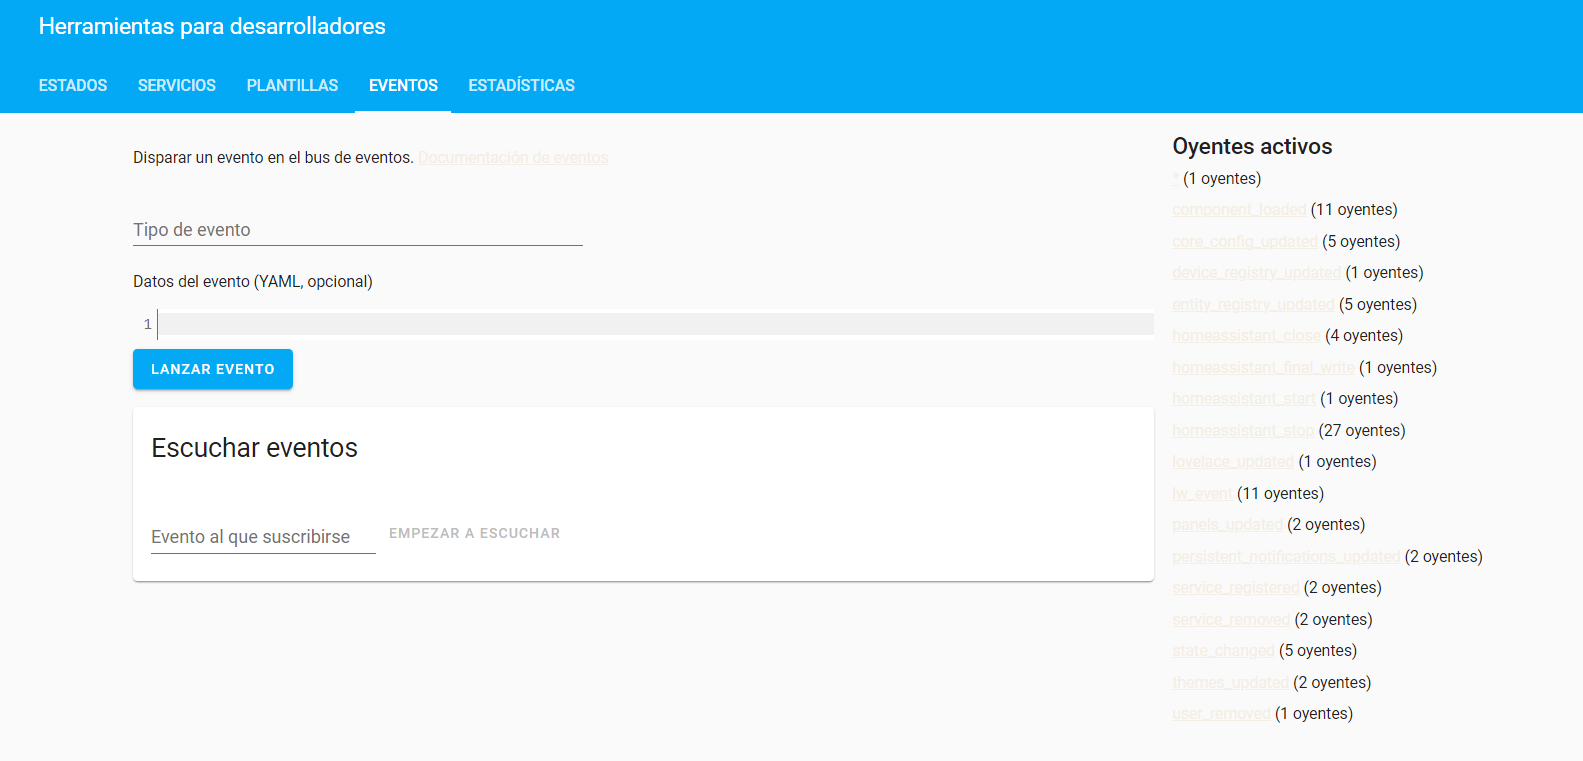 Herramientas para desarrolladores
ESTADOS SERVICIOS PLANTILLAS EVENTOS ESTADÍSTICAS
Disparar un evento en el bus de eventos. Documentación de eventos
Tipo de evento
Datos del evento (YAML, opcional)
1
LANZAR EVENTO
Escuchar eventos
Evento al que suscribirse EMPEZAR A ESCUCHAR
Oyentes activos
* (1 oyentes)
component_loaded (11 oyentes)
core_config_updated (5 oyentes)
device_registry_updated (1 oyentes)
entity_registry_updated (5 oyentes)
homeassistant_close (4 oyentes)
homeassistant_final_write (1 oyentes)
homeassistant_start (1 oyentes)
homeassistant_stop (27 oyentes)
lovelace_updated (1 oyentes)
lw_event (11 oyentes)
panels_updated (2 oyentes)
persistent_notifications_updated (2 oyentes)
service_registered (2 oyentes)
service_removed (2 oyentes)
state_changed (5 oyentes)
themes_updated (2 oyentes)
user_removed (1 oyentes)